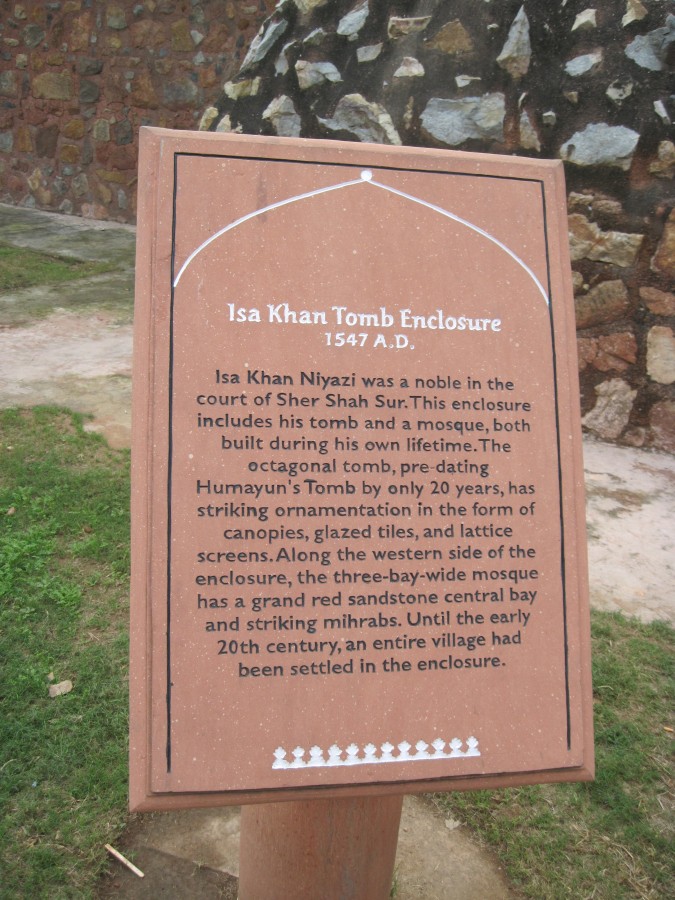 Isa Khan Tomb Enclosure
1547 A.D.
Isa Khan Niyazi was a noble in the
court of Sher Shah Sur. This enclosure
includes his tomb and a mosque, both
built during his own lifetime. The
octagonal tomb, pre-dating
Humayun's Tomb by only 20 years, has
striking ornamentation in the form of
canopies, glazed tiles, and lattice
screens. Along the western side of the
enclosure, the three-bay-wide mosque
has a grand red sandstone central bay
and striking mihrabs. Until the early
20th century, an entire village had
been settled in the enclosure.